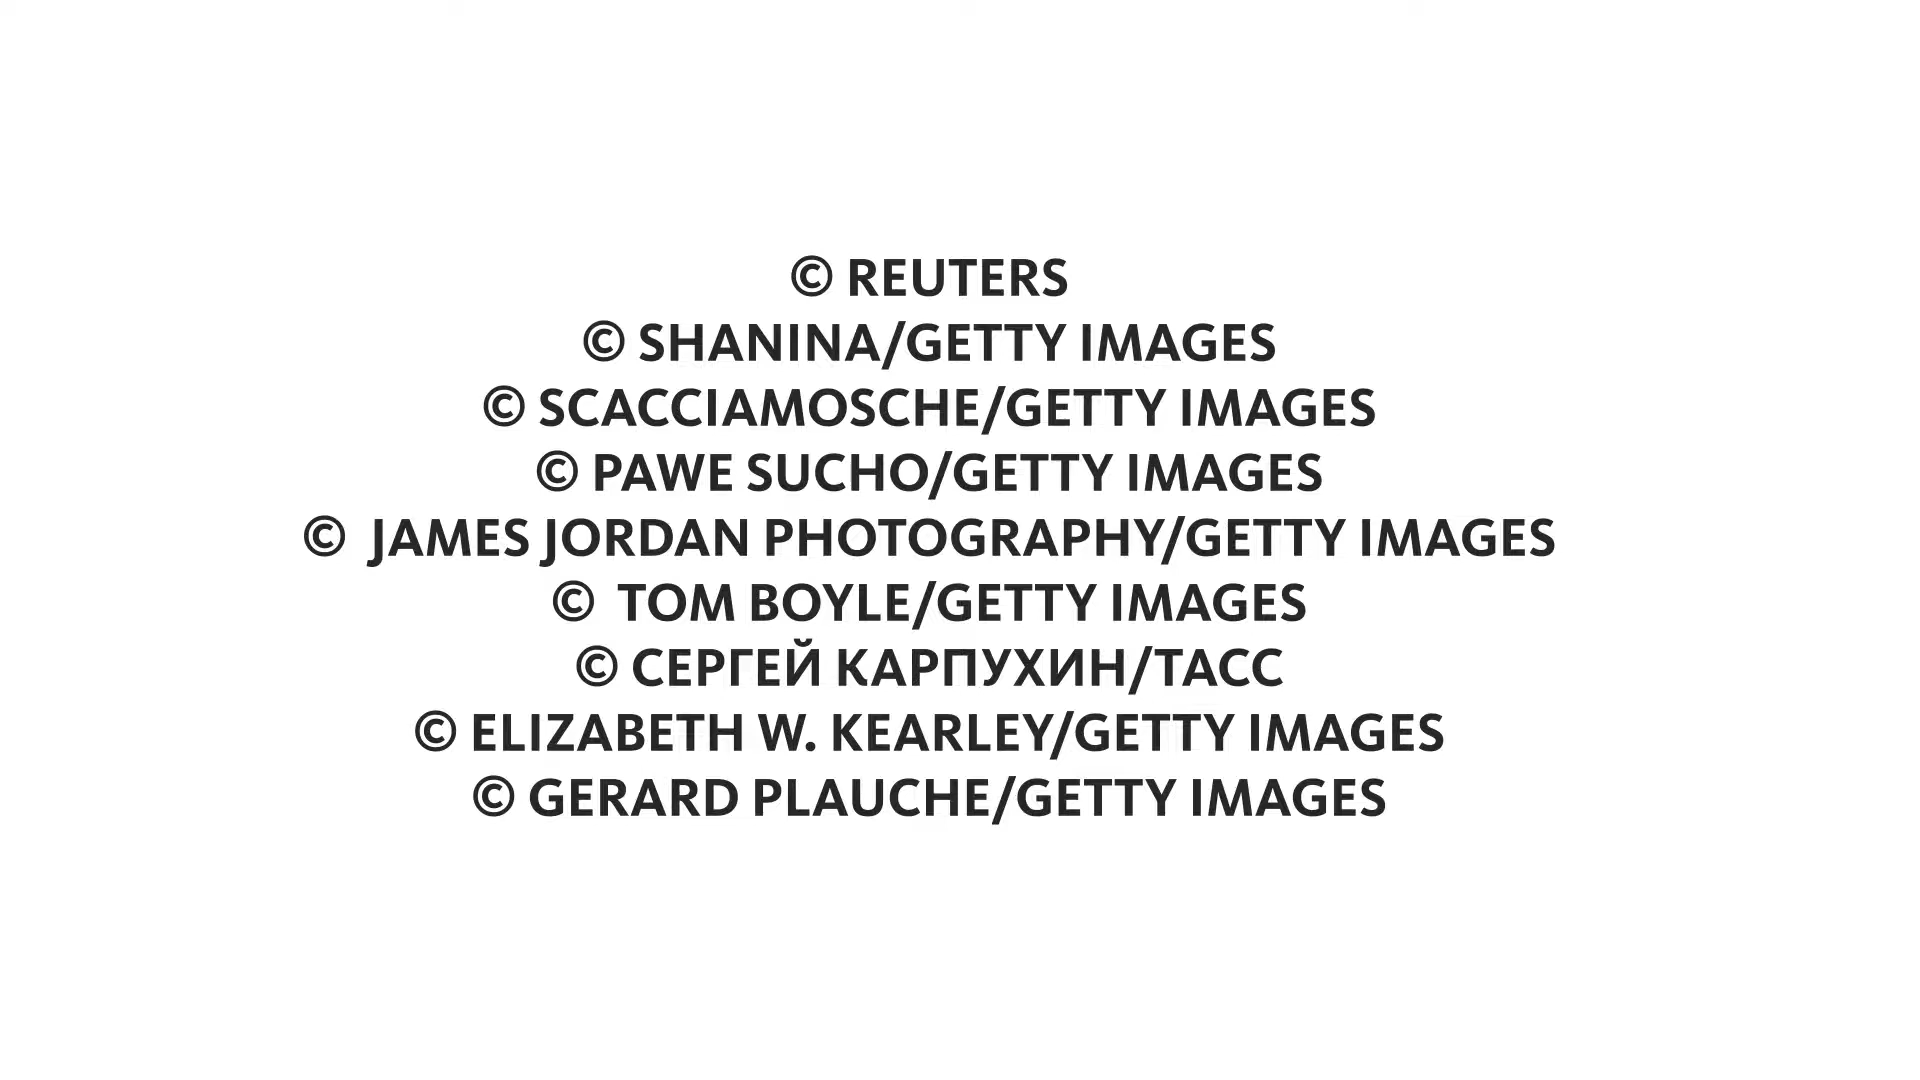 © REUTERS
© SHANINA/GETTY IMAGES
© SCACCIAMOSCHE/GETTY IMAGES
© PAWE SUCHO/GETTY IMAGES
© JAMES JORDAN PHOTOGRAPHY/GETTY IMAGES
© TOM BOYLE/GETTY IMAGES
© СЕРГЕЙ КАРПУХИН/ТАСС
© ELIZABETH W. KEARLEY/GETTY IMAGES
© GERARD PLAUCHE/GETTY IMAGES